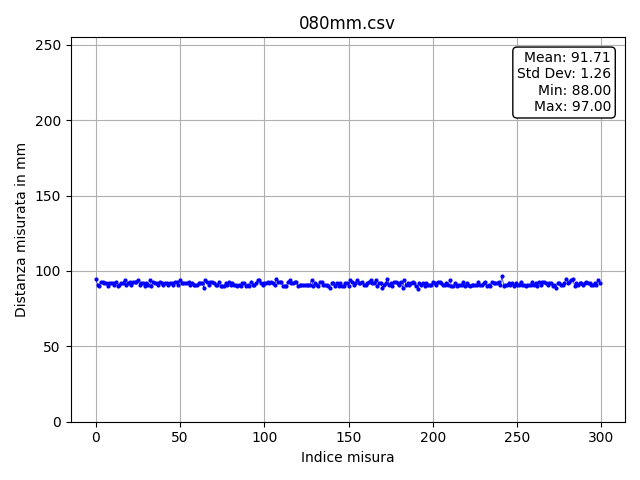 080mm.csv
Mean: 91.71
Std Dev: 1.26
Min: 88.00
Max: 97.00
Distanza misurata in mm
250
200
150
100
50
0
0 50 100 150 200 250 300
Indice misura